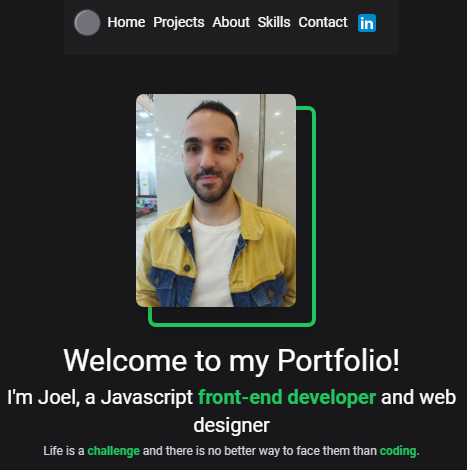 Home Projects About Skills Contact in
Welcome to my Portfolio!
I'm Joel, a Javascript front-end developer and web
designer
Life is a challenge and there is no better way to face them than coding.